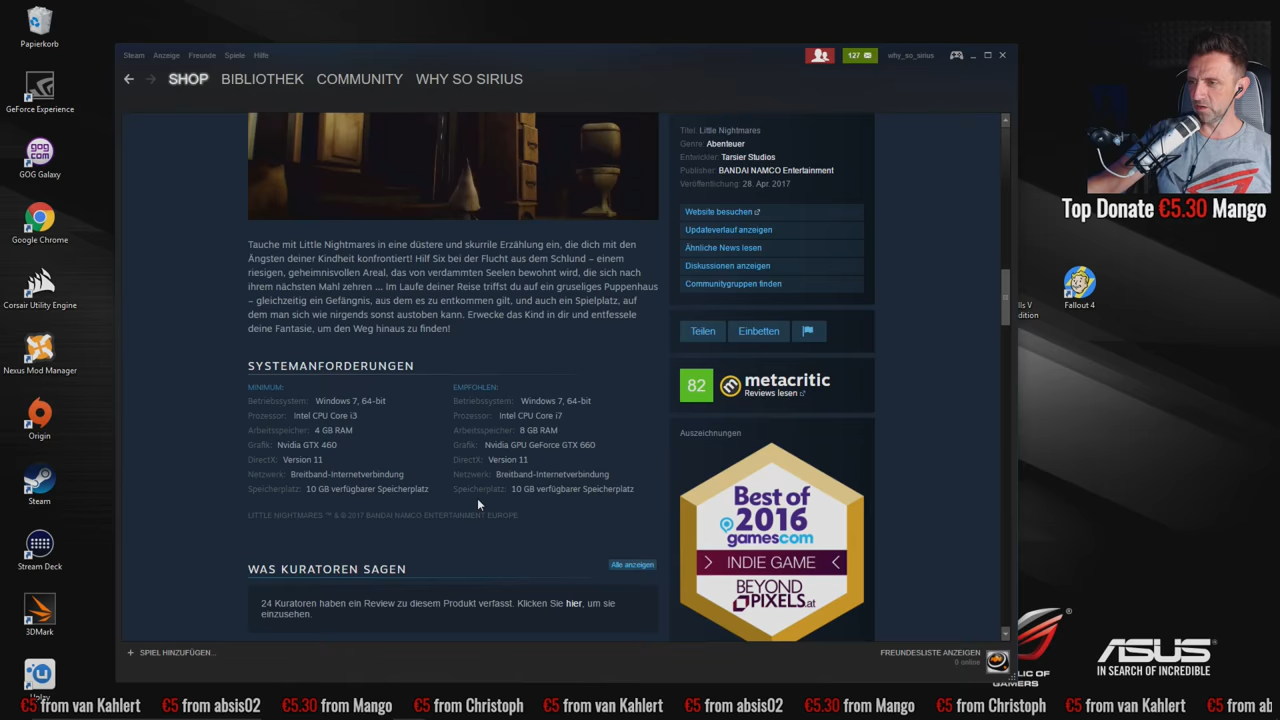 Papierkorb
GeForce Experience
GOG Galaxy
Google Chrome
Corsair Utility Engine
Nexus Mod Manager
Origin
Steam
Stream Deck
3DMark
Uplay
Steam Anzeige Freunde Spiele Hilfe
127
why_so_sirius
SHOP BIBLIOTHEK COMMUNITY WHY SO SIRIUS
Tauche mit Little Nightmares in eine düstere und skurrile Erzählung ein, die dich mit den
Ängsten deiner Kindheit konfrontiert! Hilf Six bei der Flucht aus dem Schlund – einem
riesigen, geheimnisvollen Areal, das von verdammten Seelen bewohnt wird, die sich nach
ihrem nächsten Mahl zehren ... Im Laufe deiner Reise triffst du auf ein gruseliges Puppenhaus
– gleichzeitig ein Gefängnis, aus dem es zu entkommen gilt, und auch ein Spielplatz, auf
dem man sich wie nirgends sonst austoben kann. Erwecke das Kind in dir und entfessele
deine Fantasie, um den Weg hinaus zu finden!
SYSTEMANFORDERUNGEN
MINIMUM:
Betriebssystem: Windows 7, 64-bit
Prozessor: Intel CPU Core i3
Arbeitsspeicher: 4 GB RAM
Grafik: Nvidia GTX 460
DirectX: Version 11
Netzwerk: Breitband-Internetverbindung
Speicherplatz: 10 GB verfügbarer Speicherplatz
EMPFOHLEN:
Betriebssystem: Windows 7, 64-bit
Prozessor: Intel CPU Core i7
Arbeitsspeicher: 8 GB RAM
Grafik: Nvidia GPU GeForce GTX 660
DirectX: Version 11
Netzwerk: Breitband-Internetverbindung
Speicherplatz: 10 GB verfügbarer Speicherplatz
LITTLE NIGHTMARES ™ & © 2017 BANDAI NAMCO ENTERTAINMENT EUROPE
WAS KURATOREN SAGEN
Alle anzeigen
24 Kuratoren haben ein Review zu diesem Produkt verfasst. Klicken Sie hier, um sie
einzusehen.
Titel: Little Nightmares
Genre: Abenteuer
Entwickler: Tarsier Studios
Publisher: BANDAI NAMCO Entertainment
Veröffentlichung: 28. Apr. 2017
Website besuchen
Updateverlauf anzeigen
Ähnliche News lesen
Diskussionen anzeigen
Communitygruppen finden
Teilen Einbetten
82 metacritic
Reviews lesen
Auszeichnungen
Best of
2016
gamescom
INDIE GAME
BEYOND
PIXELS.at
+ SPIEL HINZUFÜGEN...
FREUNDESLISTE ANZEIGEN
0 online
Top Donate €5.30 Mango
lls V
dition
Fallout 4
LIC OF
GAMERS
®
ASUS
IN SEARCH OF INCREDIBLE
€5 from van Kahlert €5 from absis02 €5.30 from Mango €5 from Christoph €5 from van Kahlert €5 from absis02 €5.30 from Mango €5 from Christoph €5 from van Kahlert €5 from ab